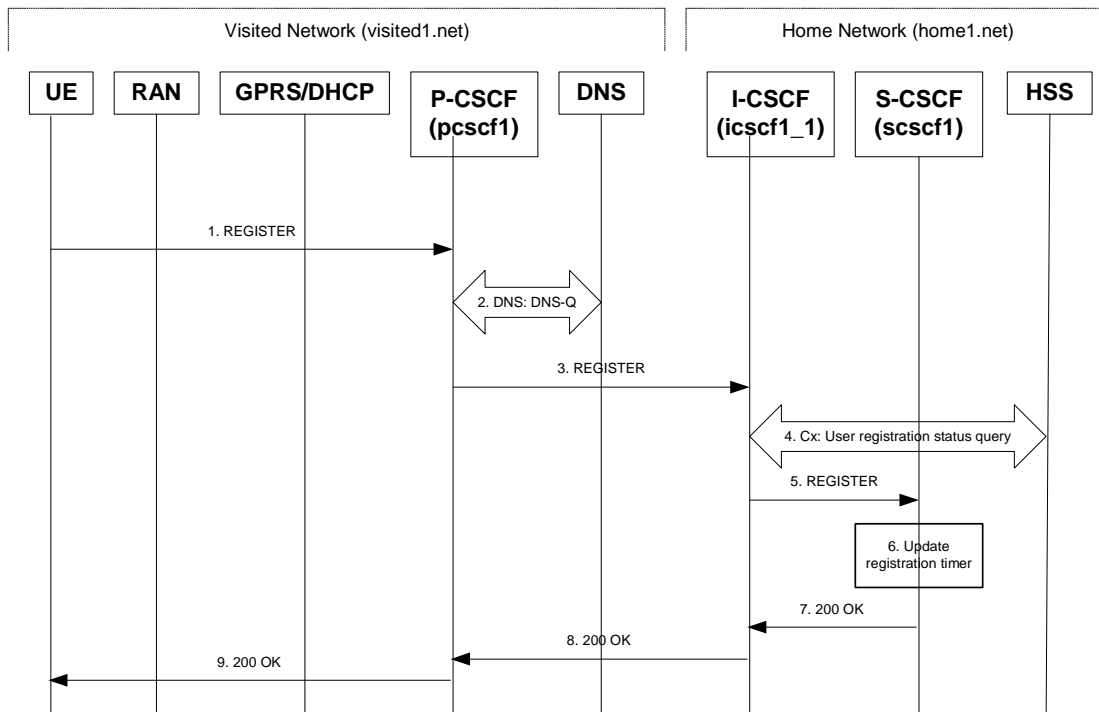 Visited Network (visited1.net)
Home Network (home1.net)
UE
RAN
GPRS/DHCP
P-CSCF
(pcscf1)
DNS
I-CSCF
(icscf1_1)
S-CSCF
(scscf1)
HSS
1. REGISTER
2. DNS: DNS-Q
3. REGISTER
4. Cx: User registration status query
5. REGISTER
6. Update
registration timer
7. 200 OK
8. 200 OK
9. 200 OK